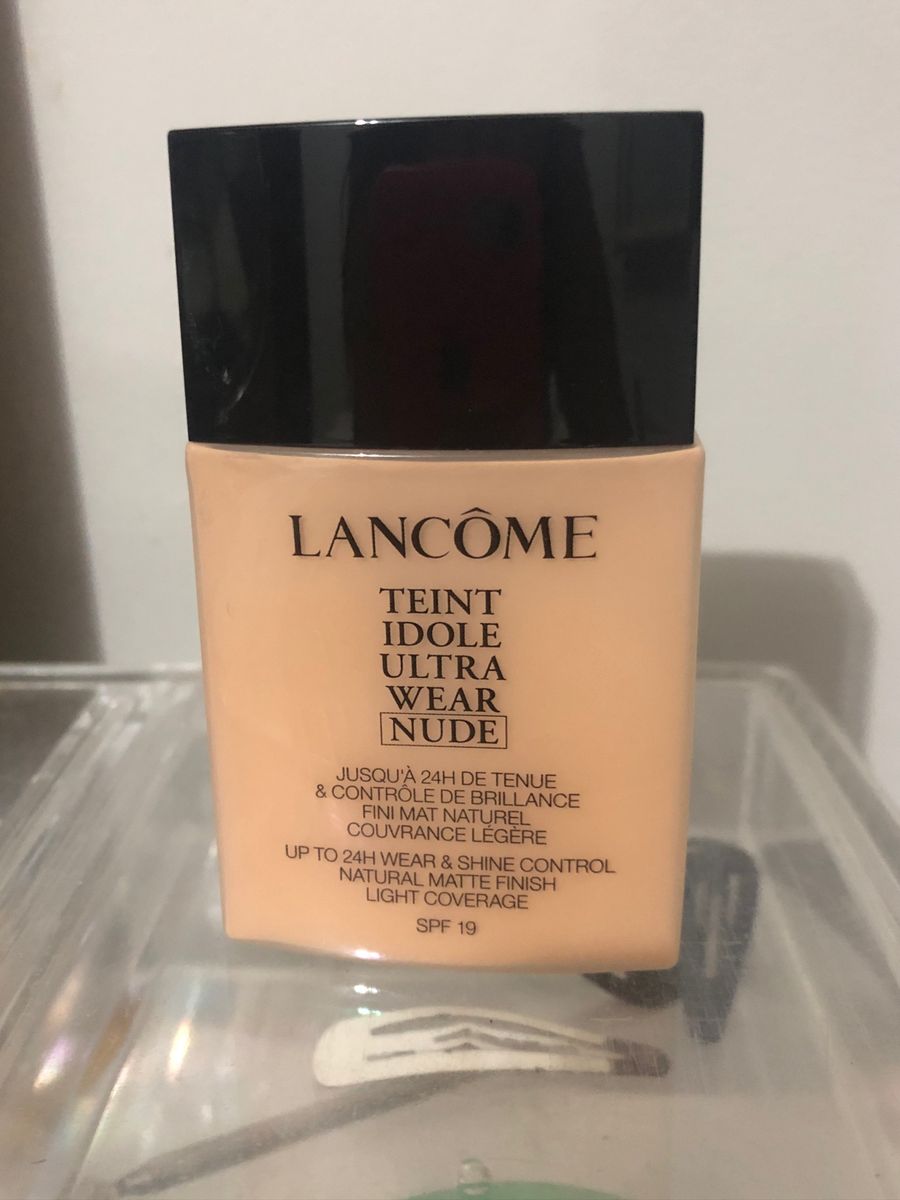 LANCÔME
TEINT
IDOLE
ULTRA
WEAR
NUDE
JUSQU'À 24H DE TENUE
& CONTRÔLE DE BRILLANCE
FINI MAT NATUREL
COUVRANCE LÉGÈRE
UP TO 24H WEAR & SHINE CONTROL
NATURAL MATTE FINISH
LIGHT COVERAGE
SPF 19